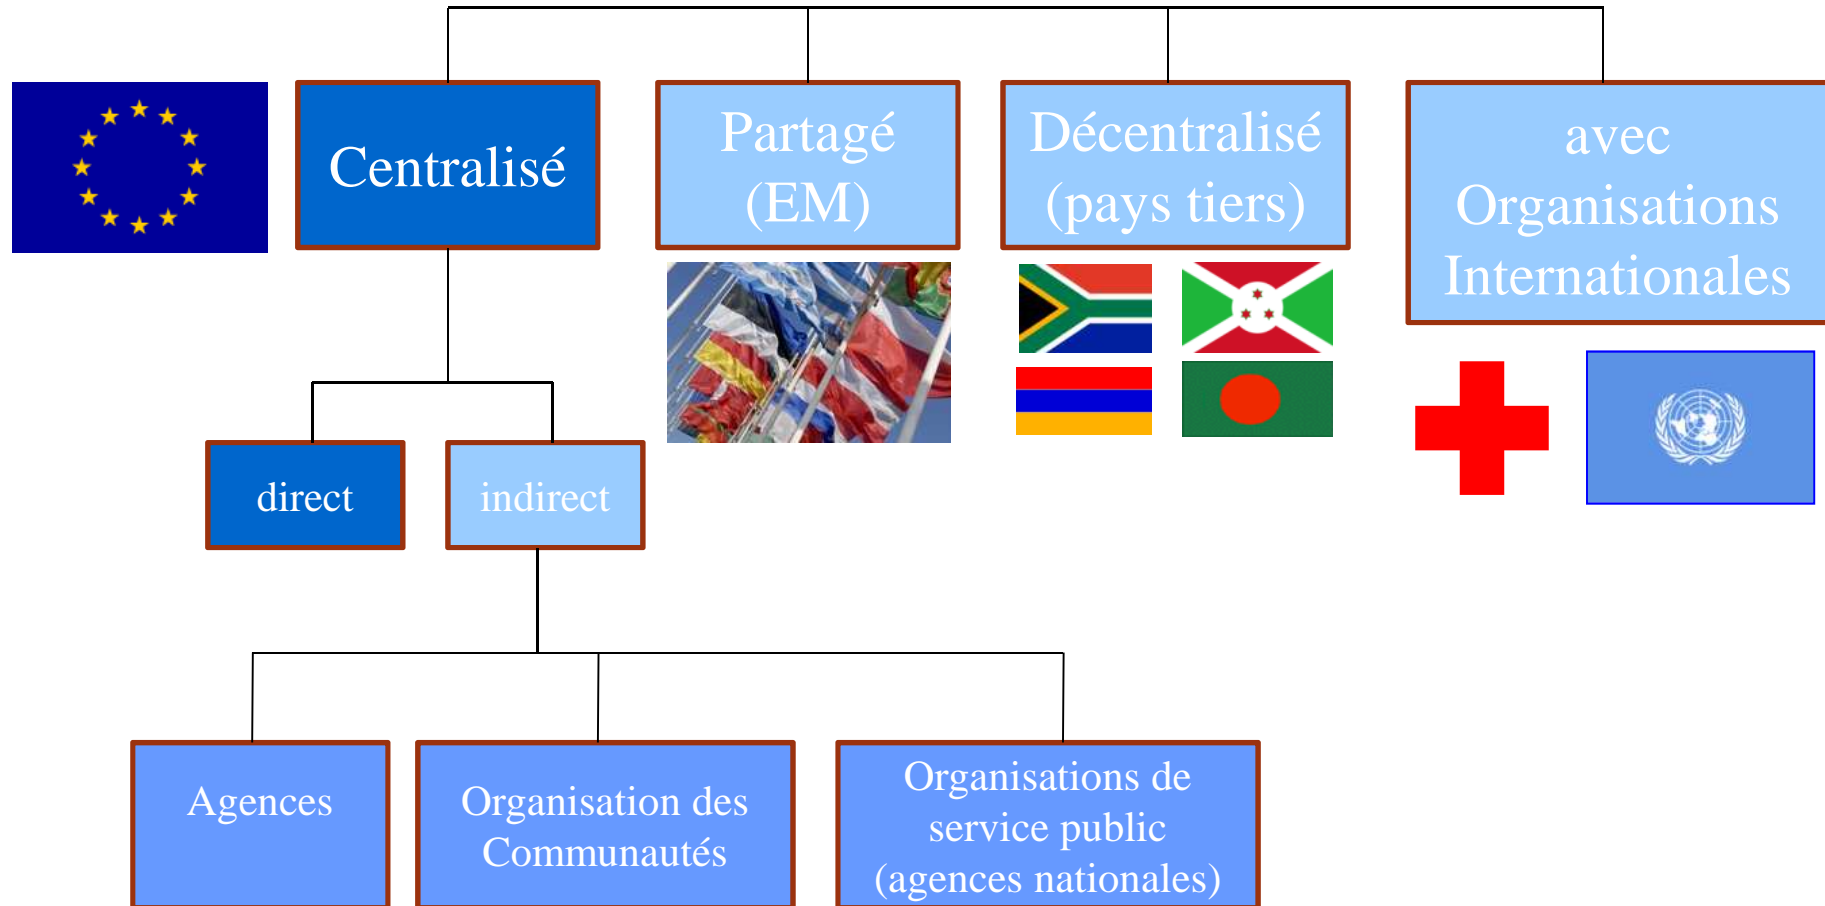 Centralisé
Partagé
(EM)
Décentralisé
(pays tiers)
avec
Organisations
Internationales
direct
indirect
Agences
Organisation des
Communautés
Organisations de
service public
(agences nationales)